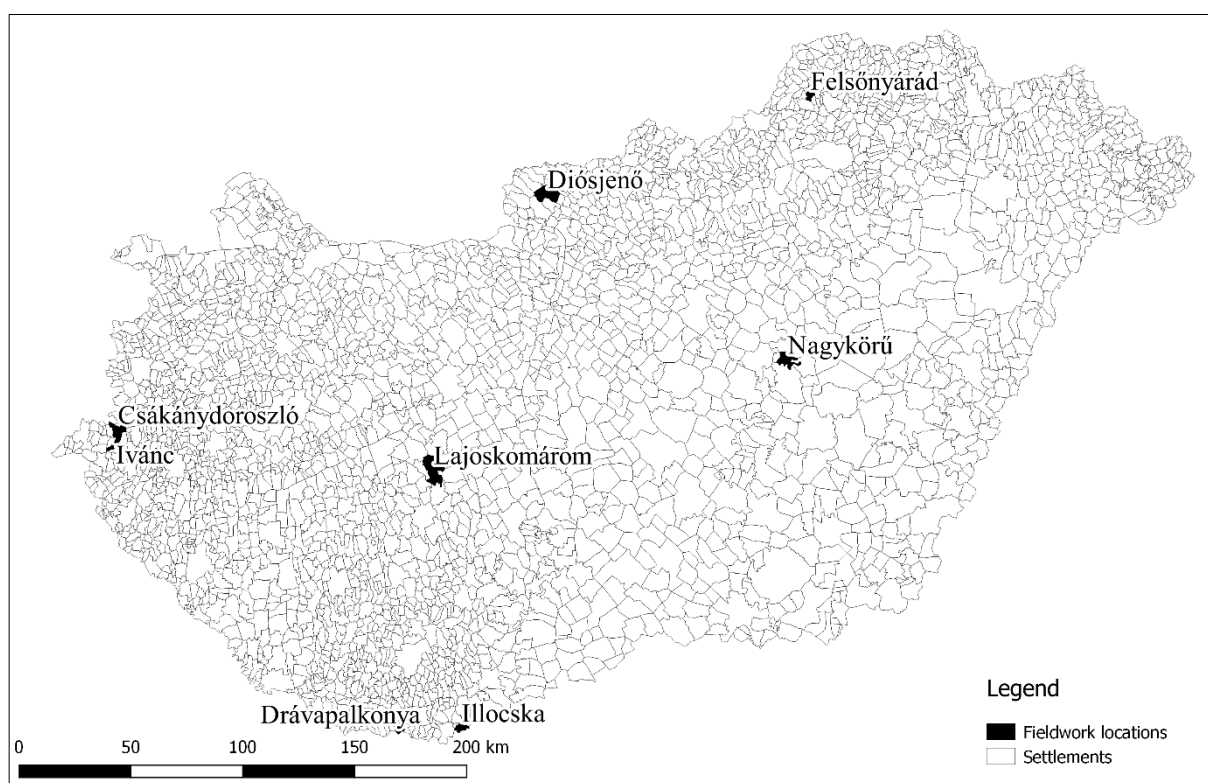 Felsőnyárád
Diósjenő
Nagykörű
Csákánydoroszló
Ivánc
Lajoskomárom
Drávapalkonya
Illocska
0 50 100 150 200 km
Legend
Fieldwork locations
Settlements